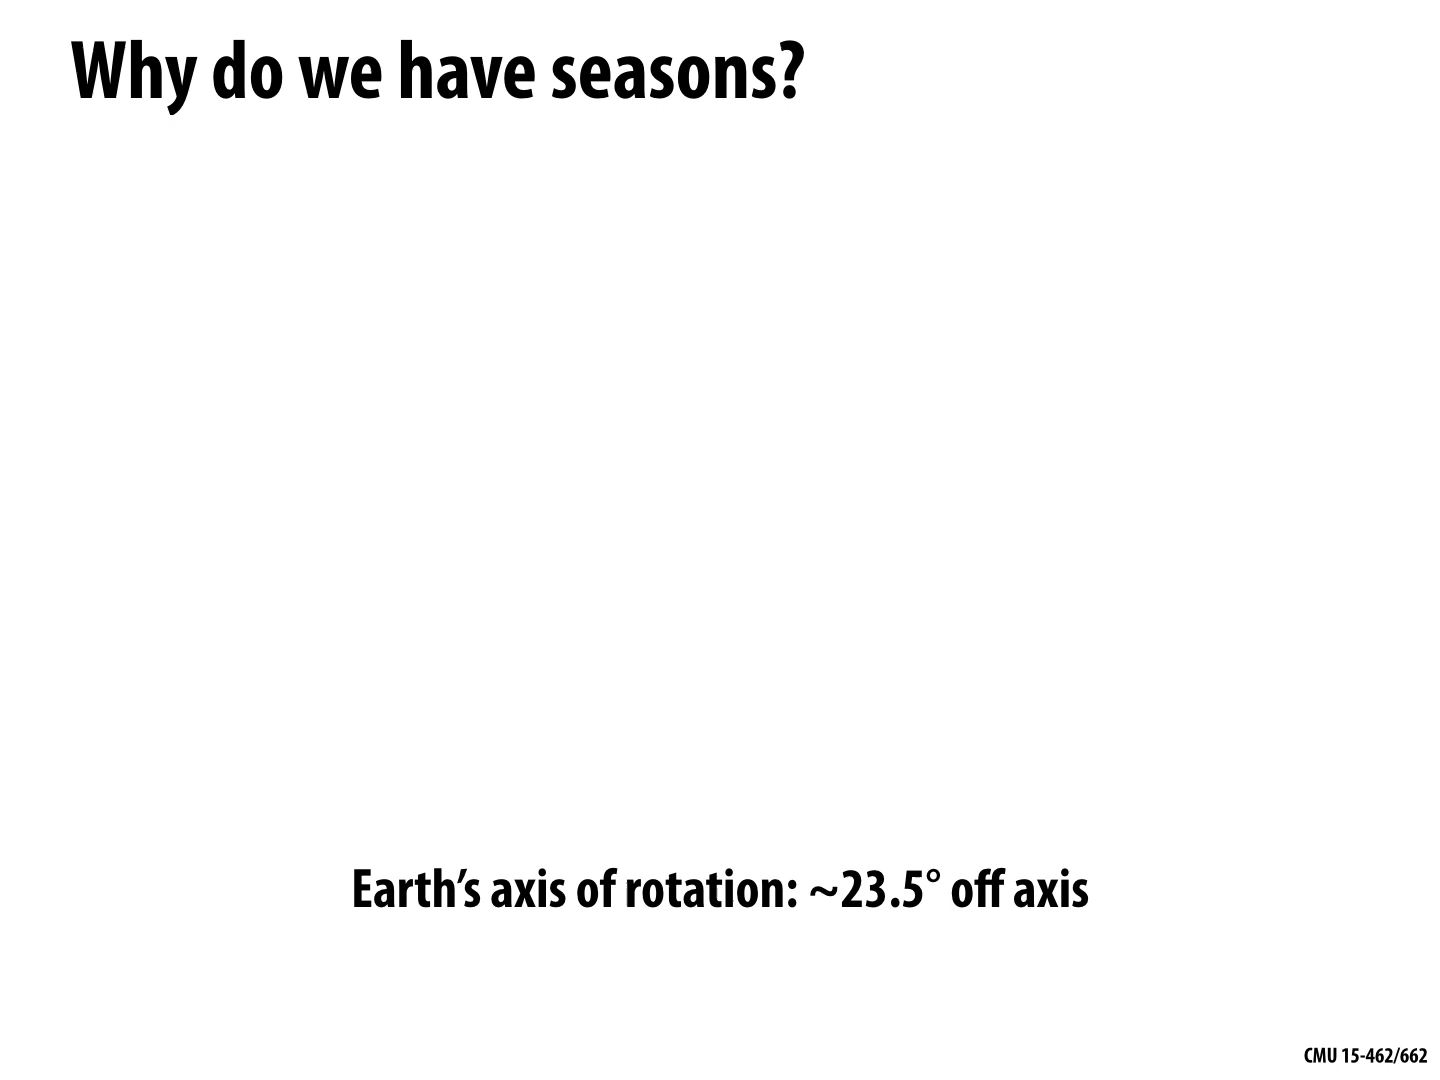 Why do we have seasons?
Earth’s axis of rotation: ~23.5° off axis
CMU 15-462/662